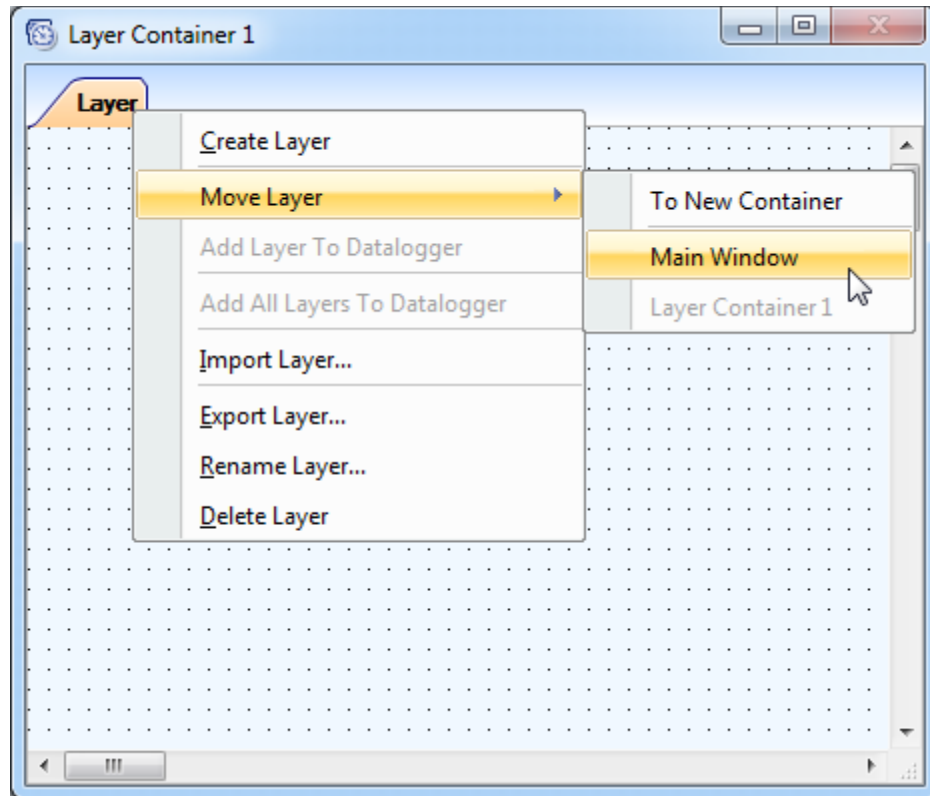 Layer Container 1
Layer
Create Layer
Move Layer
To New Container
Add Layer To Datalogger
Main Window
Add All Layers To Datalogger
Layer Container 1
Import Layer...
Export Layer...
Rename Layer...
Delete Layer